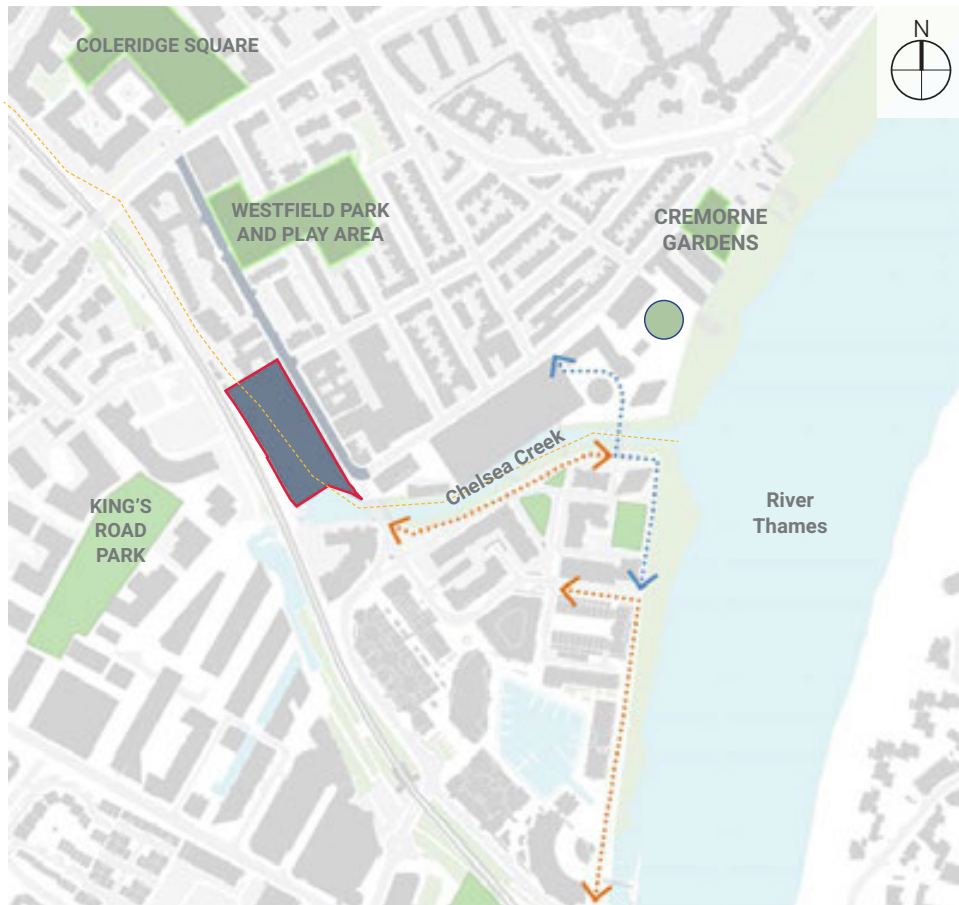 N
COLERIDGE SQUARE
WESTFIELD PARK
AND PLAY AREA
CREMORNE
GARDENS
Chelsea Creek
KING'S
ROAD
PARK
River
Thames